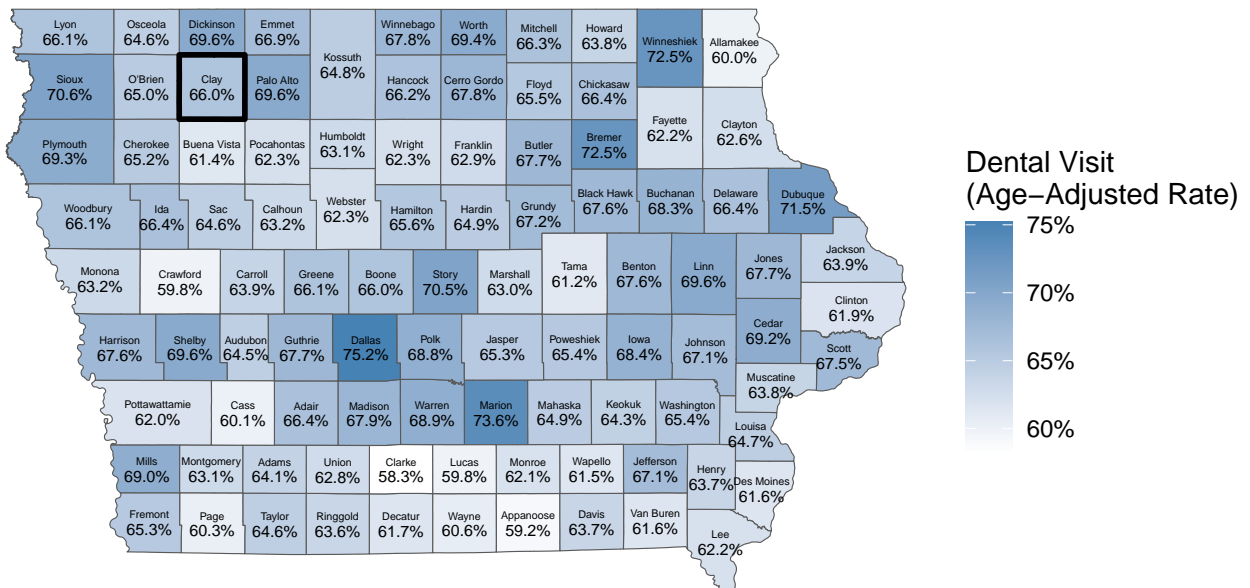 Lyon
66.1%
Osceola
64.6%
Dickinson
69.6%
Emmet
66.9%
Kossuth
64.8%
Winnebago
67.8%
Worth
69.4%
Mitchell
66.3%
Howard
63.8%
Winneshiek
72.5%
Allamakee
60.0%
Sioux
70.6%
O'Brien
65.0%
Clay
66.0%
Palo Alto
69.6%
Hancock
66.2%
Cerro Gordo
67.8%
Floyd
65.5%
Chickasaw
66.4%
Fayette
62.2%
Clayton
62.6%
Plymouth
69.3%
Cherokee
65.2%
Buena Vista
61.4%
Pocahontas
62.3%
Humboldt
63.1%
Wright
62.3%
Franklin
62.9%
Butler
67.7%
Bremer
72.5%
Woodbury
66.1%
Ida
66.4%
Sac
64.6%
Calhoun
63.2%
Webster
62.3%
Hamilton
65.6%
Hardin
64.9%
Grundy
67.2%
Black Hawk
67.6%
Buchanan
68.3%
Delaware
66.4%
Dubuque
71.5%
Monona
63.2%
Crawford
59.8%
Carroll
63.9%
Greene
66.1%
Boone
66.0%
Story
70.5%
Marshall
63.0%
Tama
61.2%
Benton
67.6%
Linn
69.6%
Jones
67.7%
Jackson
63.9%
Clinton
61.9%
Harrison
67.6%
Shelby
69.6%
Audubon
64.5%
Guthrie
67.7%
Dallas
75.2%
Polk
68.8%
Jasper
65.3%
Poweshiek
65.4%
Iowa
68.4%
Johnson
67.1%
Cedar
69.2%
Scott
67.5%
Muscatine
63.8%
Pottawattamie
62.0%
Cass
60.1%
Adair
66.4%
Madison
67.9%
Warren
68.9%
Marion
73.6%
Mahaska
64.9%
Keokuk
64.3%
Washington
65.4%
Louisa
64.7%
Mills
69.0%
Montgomery
63.1%
Adams
64.1%
Union
62.8%
Clarke
58.3%
Lucas
59.8%
Monroe
62.1%
Wapello
61.5%
Jefferson
67.1%
Henry
63.7%
Des Moines
61.6%
Fremont
65.3%
Page
60.3%
Taylor
64.6%
Ringgold
63.6%
Decatur
61.7%
Wayne
60.6%
Appanoose
59.2%
Davis
63.7%
Van Buren
61.6%
Lee
62.2%
Dental Visit
(Age−Adjusted Rate)
75%
70%
65%
60%